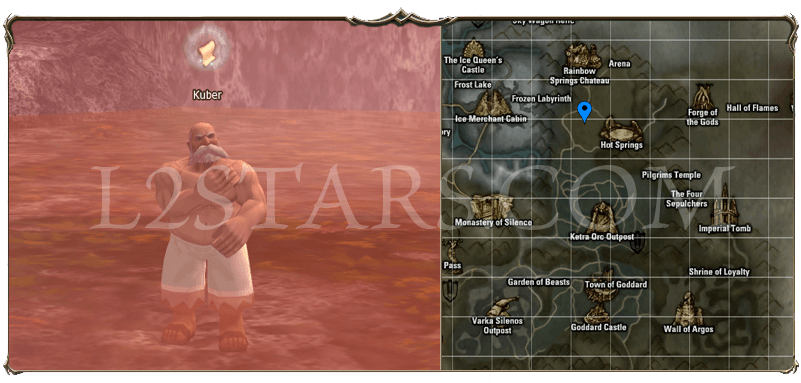 Sky Wagon Relic
The Ice Queen's
Castle
Rainbow
Springs Chateau
Arena
Frost Lake
Frozen Labyrinth
Kuber
Ice Merchant Cabin
Forge of
the Gods
Hall of Flames
Hot Springs
Pilgrims Temple
L2STARS.COM
The Four
Sepulchers
Monastery of Silence
Imperial Tomb
Ketra Orc Outpost
Pass
Shrine of Loyalty
Garden of Beasts
Town of Goddard
Varka Silenos
Outpost
Goddard Castle
Wall of Argos